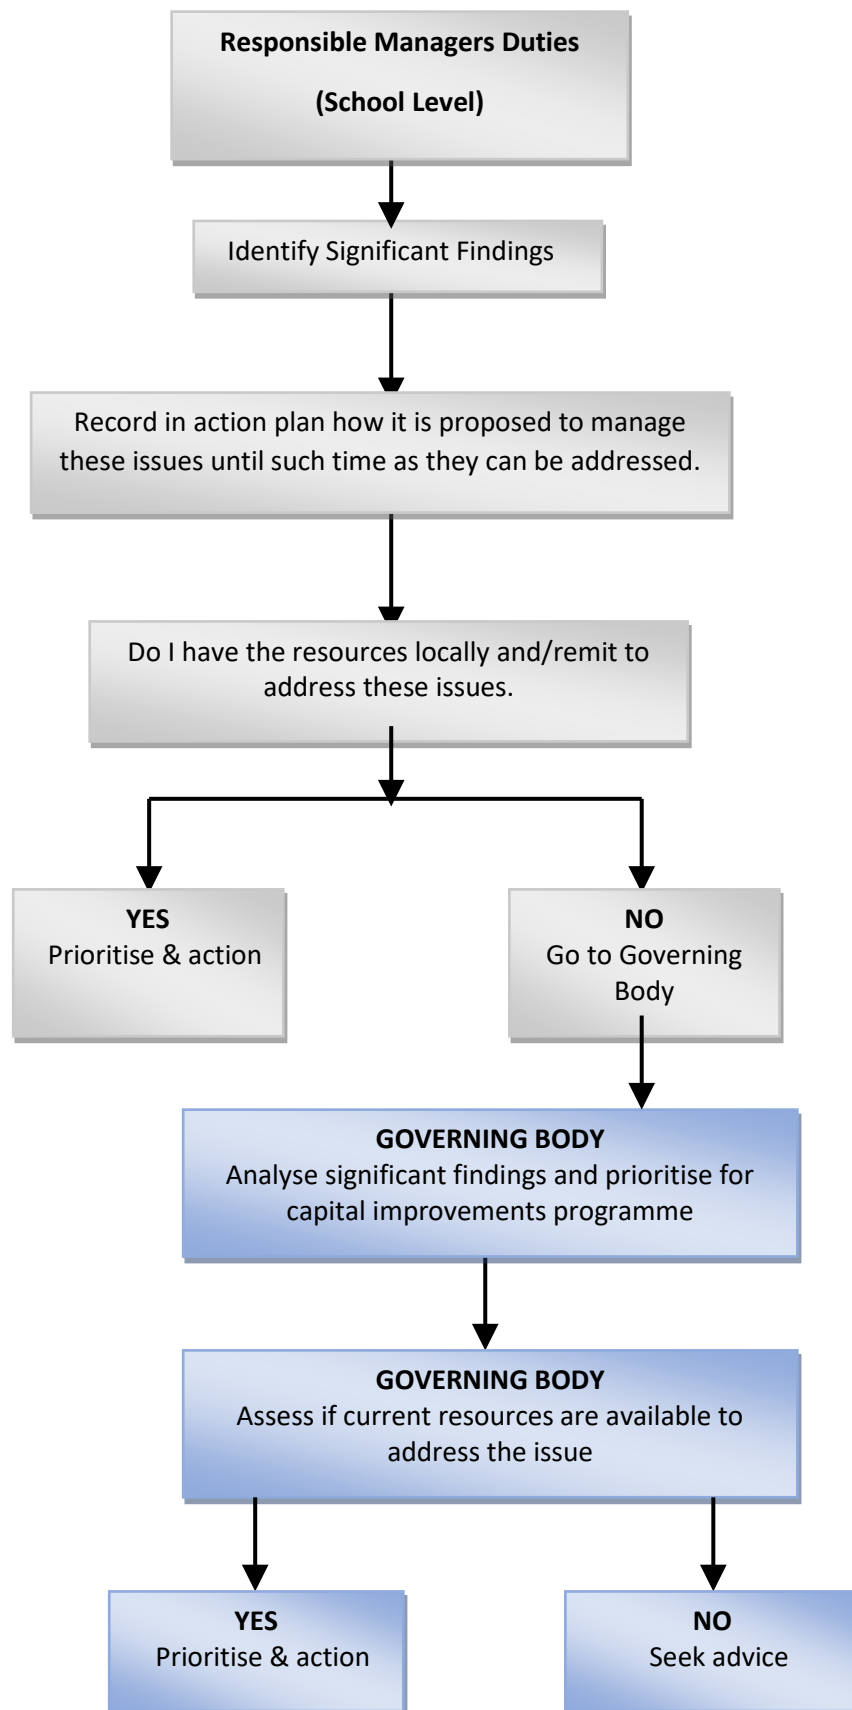 Responsible Managers Duties
(School Level)
Identify Significant Findings
Record in action plan how it is proposed to manage
these issues until such time as they can be addressed.
Do I have the resources locally and/remit to
address these issues.
YES
Prioritise & action
NO
Go to Governing
Body
GOVERNING BODY
Analyse significant findings and prioritise for
capital improvements programme
GOVERNING BODY
Assess if current resources are available to
address the issue
YES
Prioritise & action
NO
Seek advice